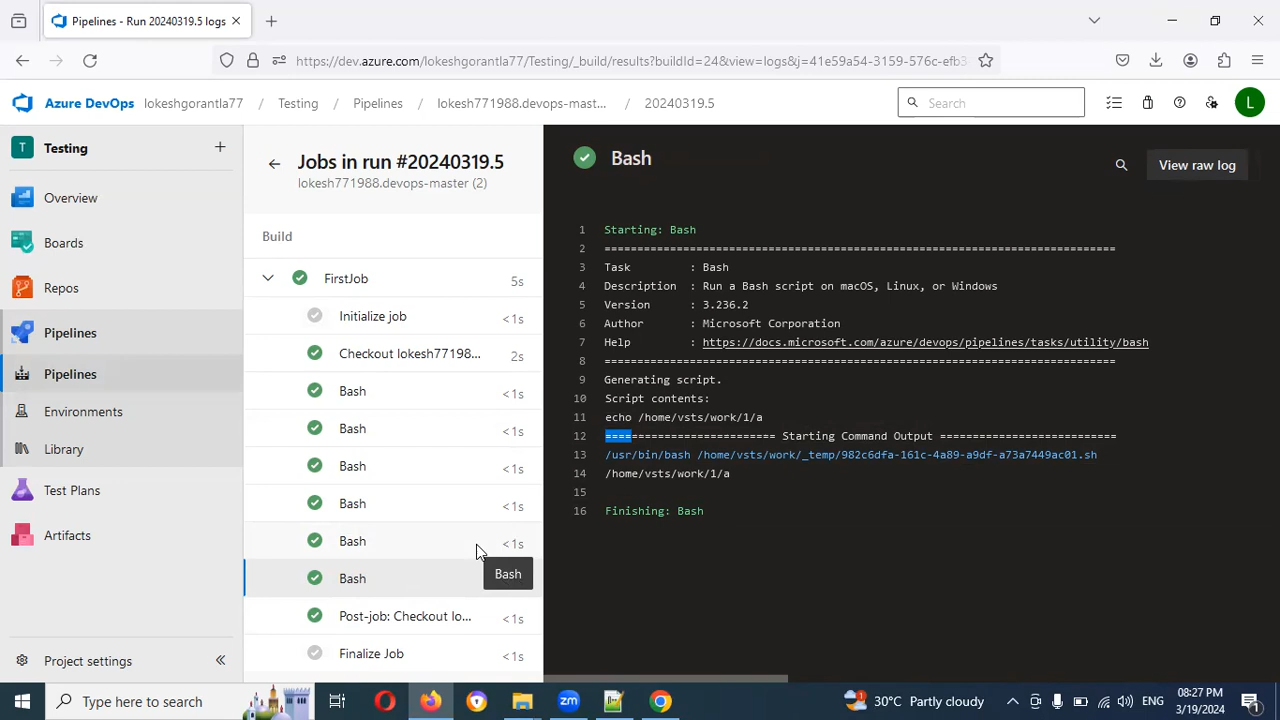 Pipelines - Run 20240319.5 logs
https://dev.azure.com/lokeshgorantla77/Testing/_build/results?buildId=24&view=logs&j=41e59a54-3159-576c-efb3
Azure DevOps lokeshgorantla77 / Testing / Pipelines / lokesh771988.devops-mast... / 20240319.5
Search
L
T Testing
Overview
Boards
Repos
Pipelines
Pipelines
Environments
Library
Test Plans
Artifacts
Project settings
Jobs in run #20240319.5
lokesh771988.devops-master (2)
Build
FirstJob 5s
Initialize job <1s
Checkout lokesh77198... 2s
Bash <1s
Bash <1s
Bash <1s
Bash <1s
Bash <1s
Bash
Bash
Post-job: Checkout lo... <1s
Finalize Job <1s
Bash
View raw log
1 Starting: Bash
2 ==============================================================================
3 Task : Bash
4 Description : Run a Bash script on macOS, Linux, or Windows
5 Version : 3.236.2
6 Author : Microsoft Corporation
7 Help : https://docs.microsoft.com/azure/devops/pipelines/tasks/utility/bash
8 ==============================================================================
9 Generating script.
10 Script contents:
11 echo /home/vsts/work/1/a
12 ========================== Starting Command Output ===========================
13 /usr/bin/bash /home/vsts/work/_temp/982c6dfa-161c-4a89-a9df-a73a7449ac01.sh
14 /home/vsts/work/1/a
15
16 Finishing: Bash
Type here to search
30°C Partly cloudy
ENG
08:27 PM
3/19/2024
1
1